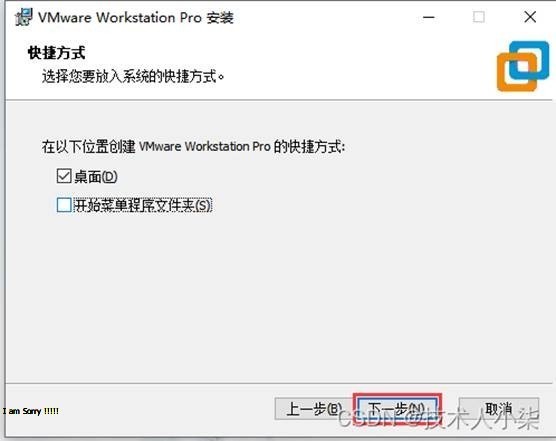 VMware Workstation Pro 安装
快捷方式
选择您要放入系统的快捷方式。
在以下位置创建 VMware Workstation Pro 的快捷方式:
桌面(D)
开始菜单程序文件夹(S)
I am Sorry !!!!!
上一步(B) 下一步(N) 取消
CSDN @技术人小柒